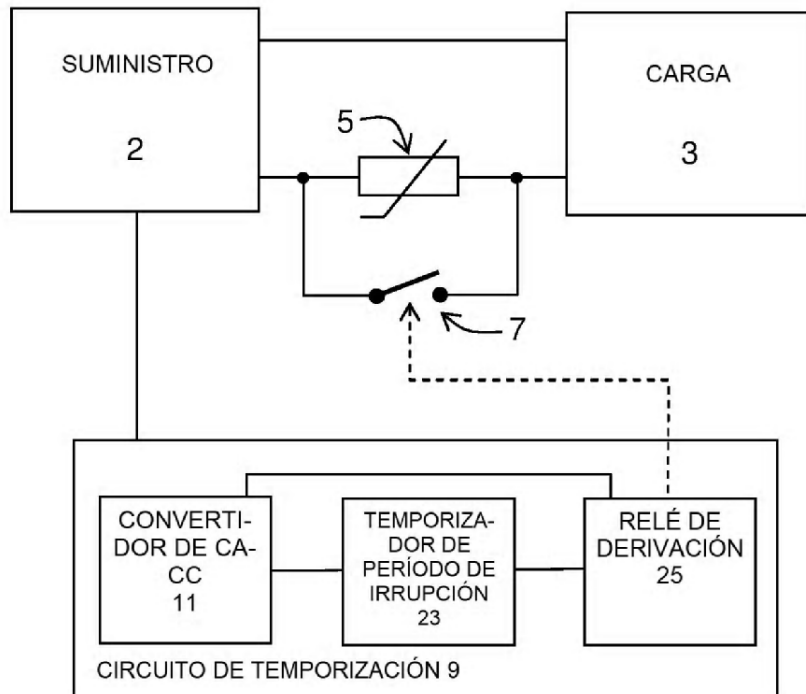 SUMINISTRO
2
5
CARGA
3
7
CONVERTI-
DOR DE CA-
CC
11
TEMPORIZA-
DOR DE
PERÍODO DE
IRRUPCIÓN
23
RELÉ DE
DERIVACIÓN
25
CIRCUITO DE TEMPORIZACIÓN 9